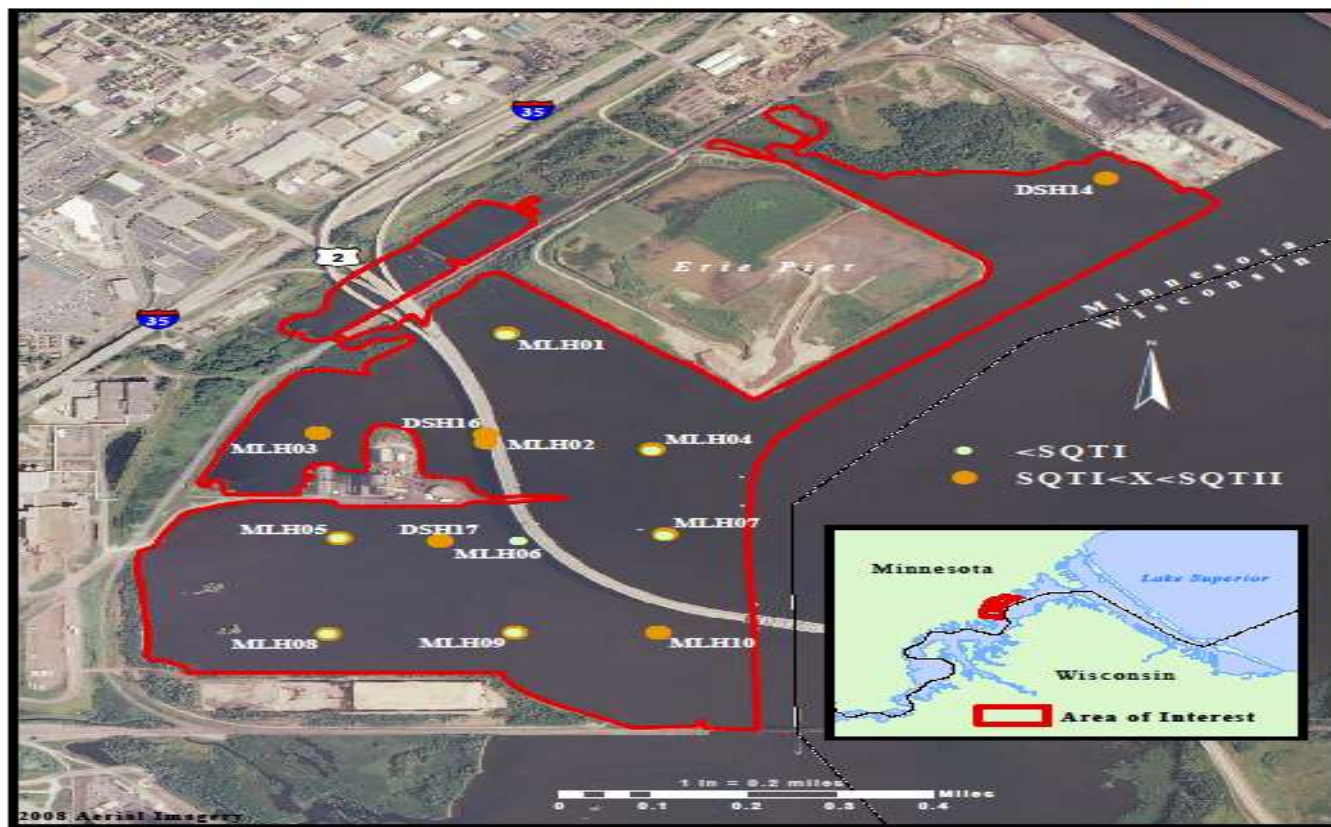 35
2
35
Erie Pier
DSH14
Minnesota
Wisconsin
N
MLH01
DSH16
MLH02
MLH03
MLH04
<SQTI
SQTI<X<SQTII
MLH05
DSH17
MLH06
MLH07
MLH08
MLH09
MLH10
Minnesota
Lake Superior
Wisconsin
Area of Interest
1 in = 0.2 miles
Miles
0 0.1 0.2 0.3 0.4
2008 Aerial Imagery